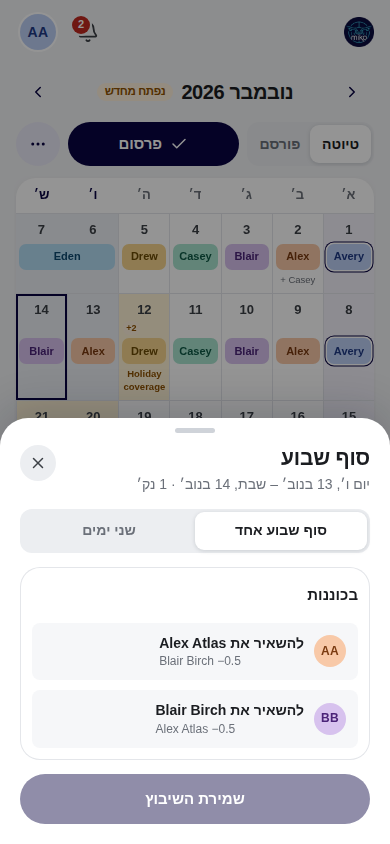 AA
2
miko
נובמבר 2026
נפתח מחדש
טיוטה
פורסם
פרסום
א׳ ב׳ ג׳ ד׳ ה׳ ו׳ ש׳
1 2 3 4 5 6 7
Avery Alex Blair Casey Drew Eden
+ Casey
8 9 10 11 12 13 14
+2
Avery Alex Blair Casey Drew Alex Blair
Holiday
coverage
15 16 17 18 19 20 21
סוף שבוע
יום ו׳, 13 בנוב׳ – שבת, 14 בנוב׳ · 1 נק׳
סוף שבוע אחד
שני ימים
בכוננות
AA
להשאיר את Alex Atlas
Blair Birch −0.5
BB
להשאיר את Blair Birch
Alex Atlas −0.5
שמירת השיבוץ